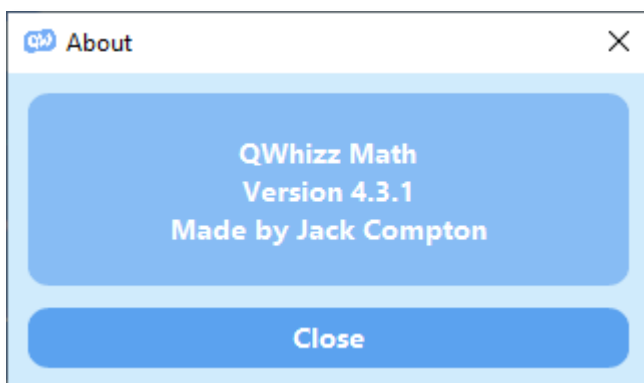 QW About
QWhizz Math
Version 4.3.1
Made by Jack Compton
Close